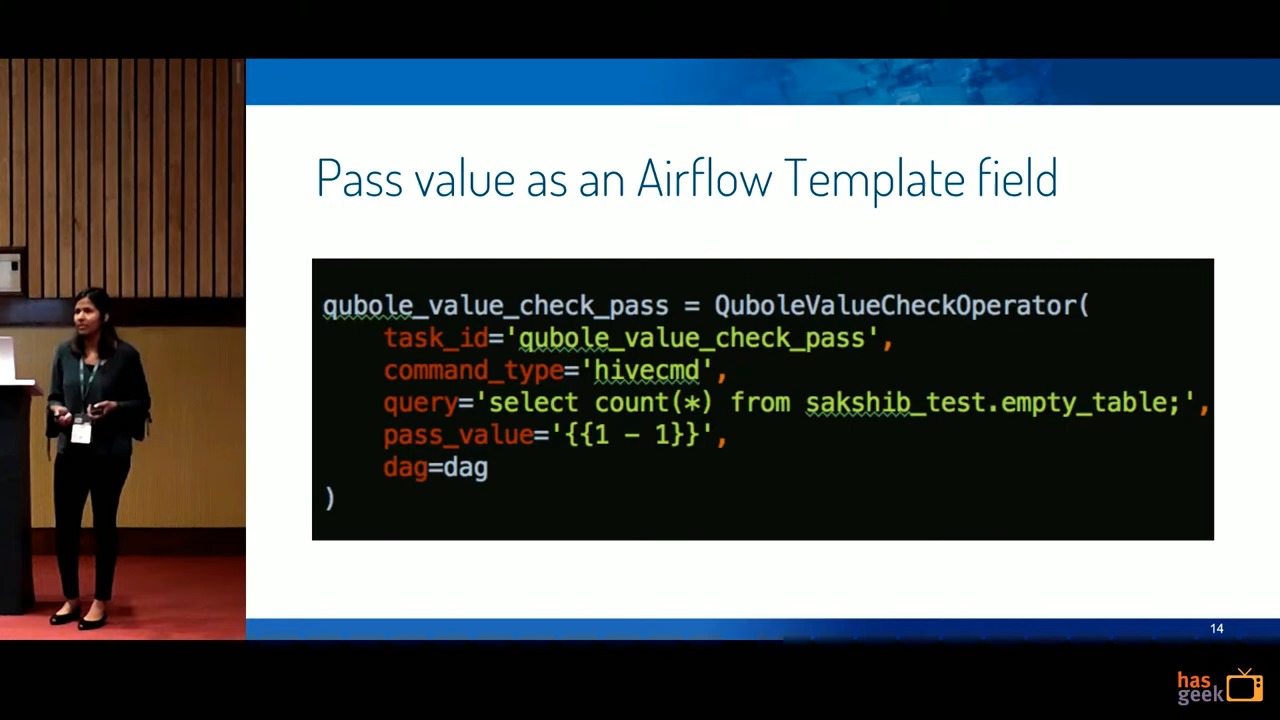 Pass value as an Airflow Template field
qubole_value_check_pass = QuboleValueCheckOperator(
task_id='qubole_value_check_pass',
command_type='hivecmd',
query='select count(*) from sakshib_test.empty_table;',
pass_value='{{1 – 1}}',
dag=dag
)
14
has
geek